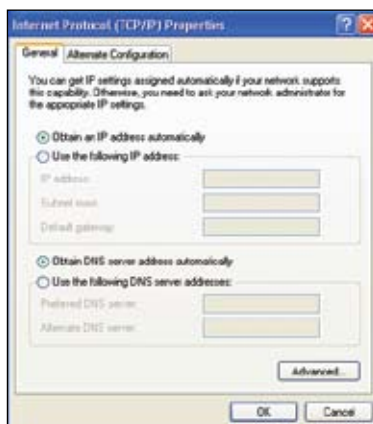 Internet Protocol (TCP/IP) Properties
General
Alternate Configuration
You can get IP settings assigned automatically if your network supports
this capability. Otherwise, you need to ask your network administrator for
the appropriate IP settings.
Obtain an IP address automatically
Use the following IP address:
IP address:
Subnet mask:
Default gateway:
Obtain DNS server address automatically
Use the following DNS server addresses:
Preferred DNS server:
Alternate DNS server:
Advanced...
OK
Cancel